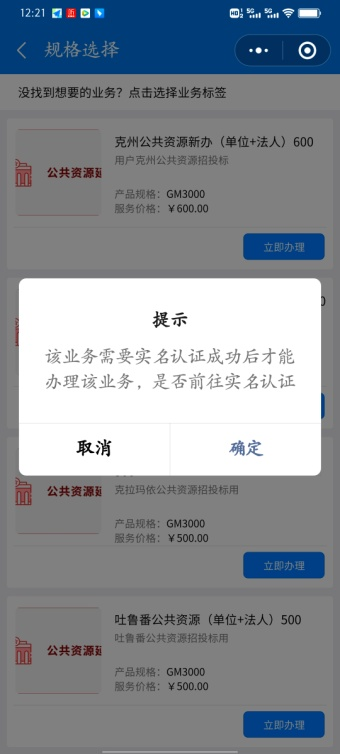 12:21
规格选择
没找到想要的业务？点击选择业务标签
克州公共资源新办（单位+法人）600
用户克州公共资源招投标
公共资源
产品规格：GM3000
服务价格：￥600.00
立即办理
提示
该业务需要实名认证成功后才能
办理该业务，是否前往实名认证
取消
确定
克拉玛依公共资源招投标用
公共资源
产品规格：GM3000
服务价格：￥500.00
立即办理
吐鲁番公共资源（单位+法人）500
吐鲁番公共资源招投标用
公共资源
产品规格：GM3000
服务价格：￥500.00
立即办理